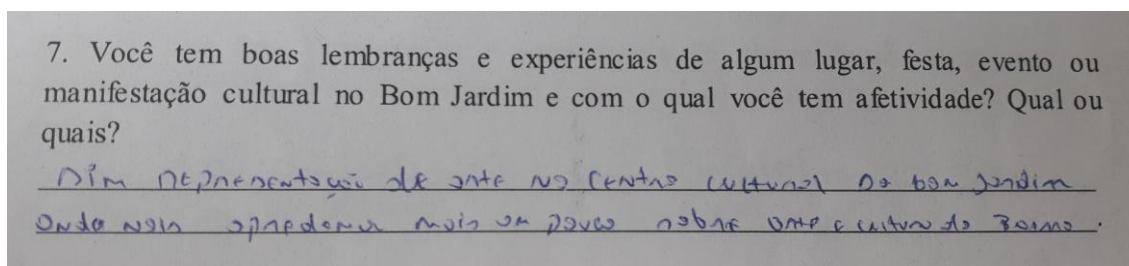 7. Você tem boas lembranças e experiências de algum lugar, festa, evento ou
manifestação cultural no Bom Jardim e com o qual você tem afetividade? Qual ou
quais?
Sim representação de arte no Centro Cultural do bom Jardim
Onde nois aprendemos mais um pouco sobre arte e cultura do Bairro.